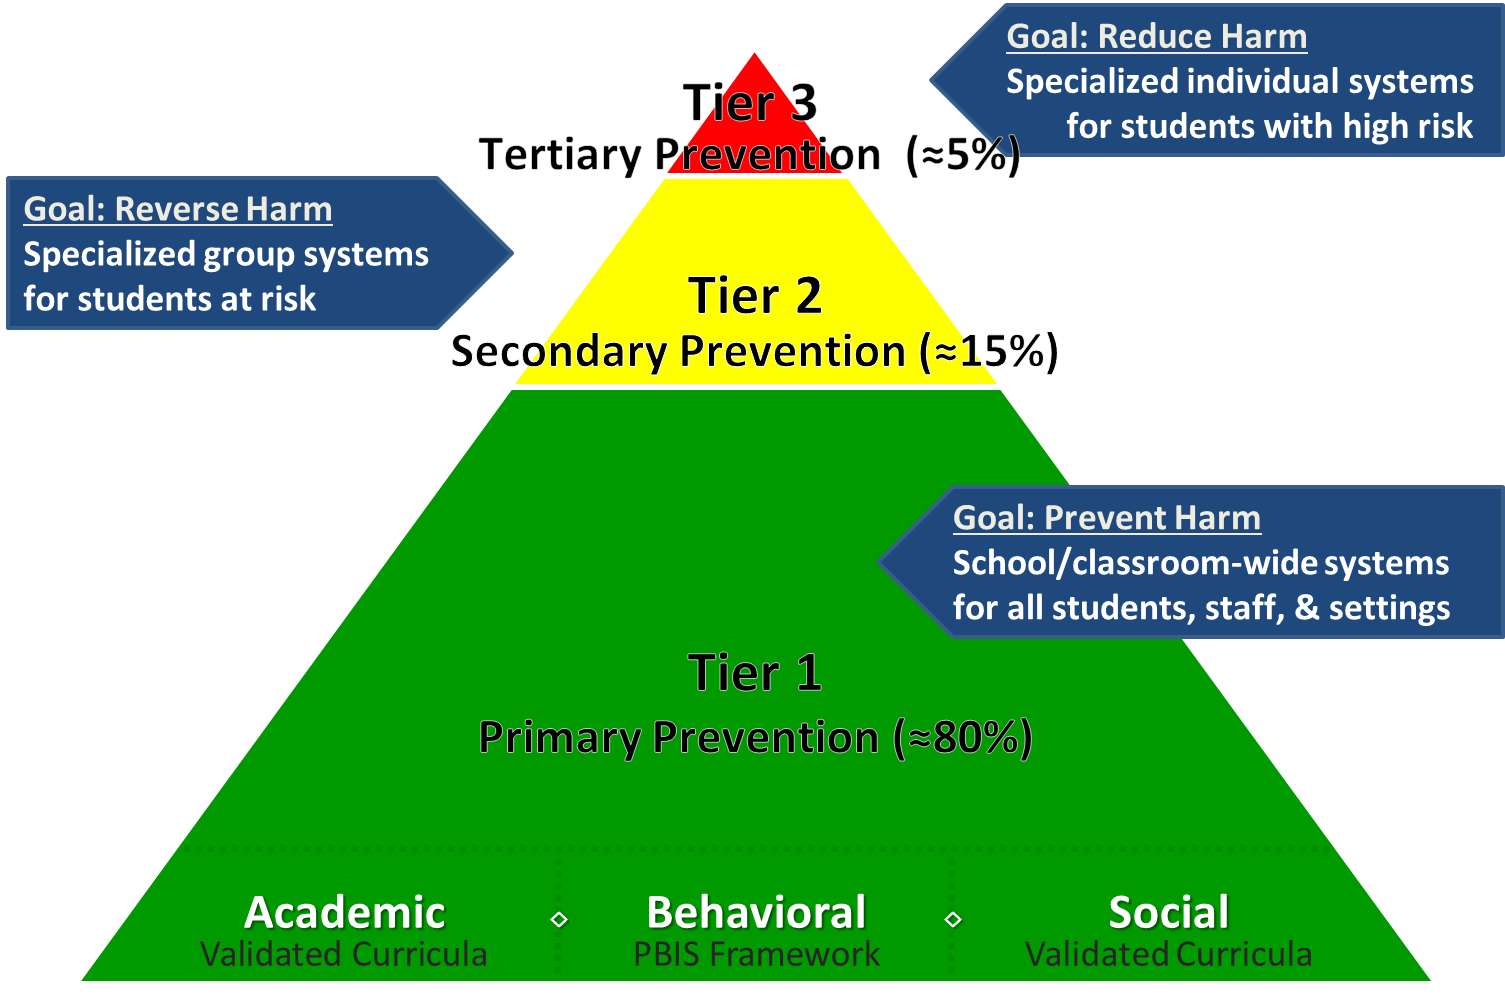 Goal: Reduce Harm
Specialized individual systems
for students with high risk
Tier 3
Tertiary Prevention (≈5%)
Goal: Reverse Harm
Specialized group systems
for students at risk
Tier 2
Secondary Prevention (≈15%)
Goal: Prevent Harm
School/classroom-wide systems
for all students, staff, & settings
Tier 1
Primary Prevention (≈80%)
Academic ◇ Behavioral ◇ Social
Validated Curricula PBIS Framework Validated Curricula